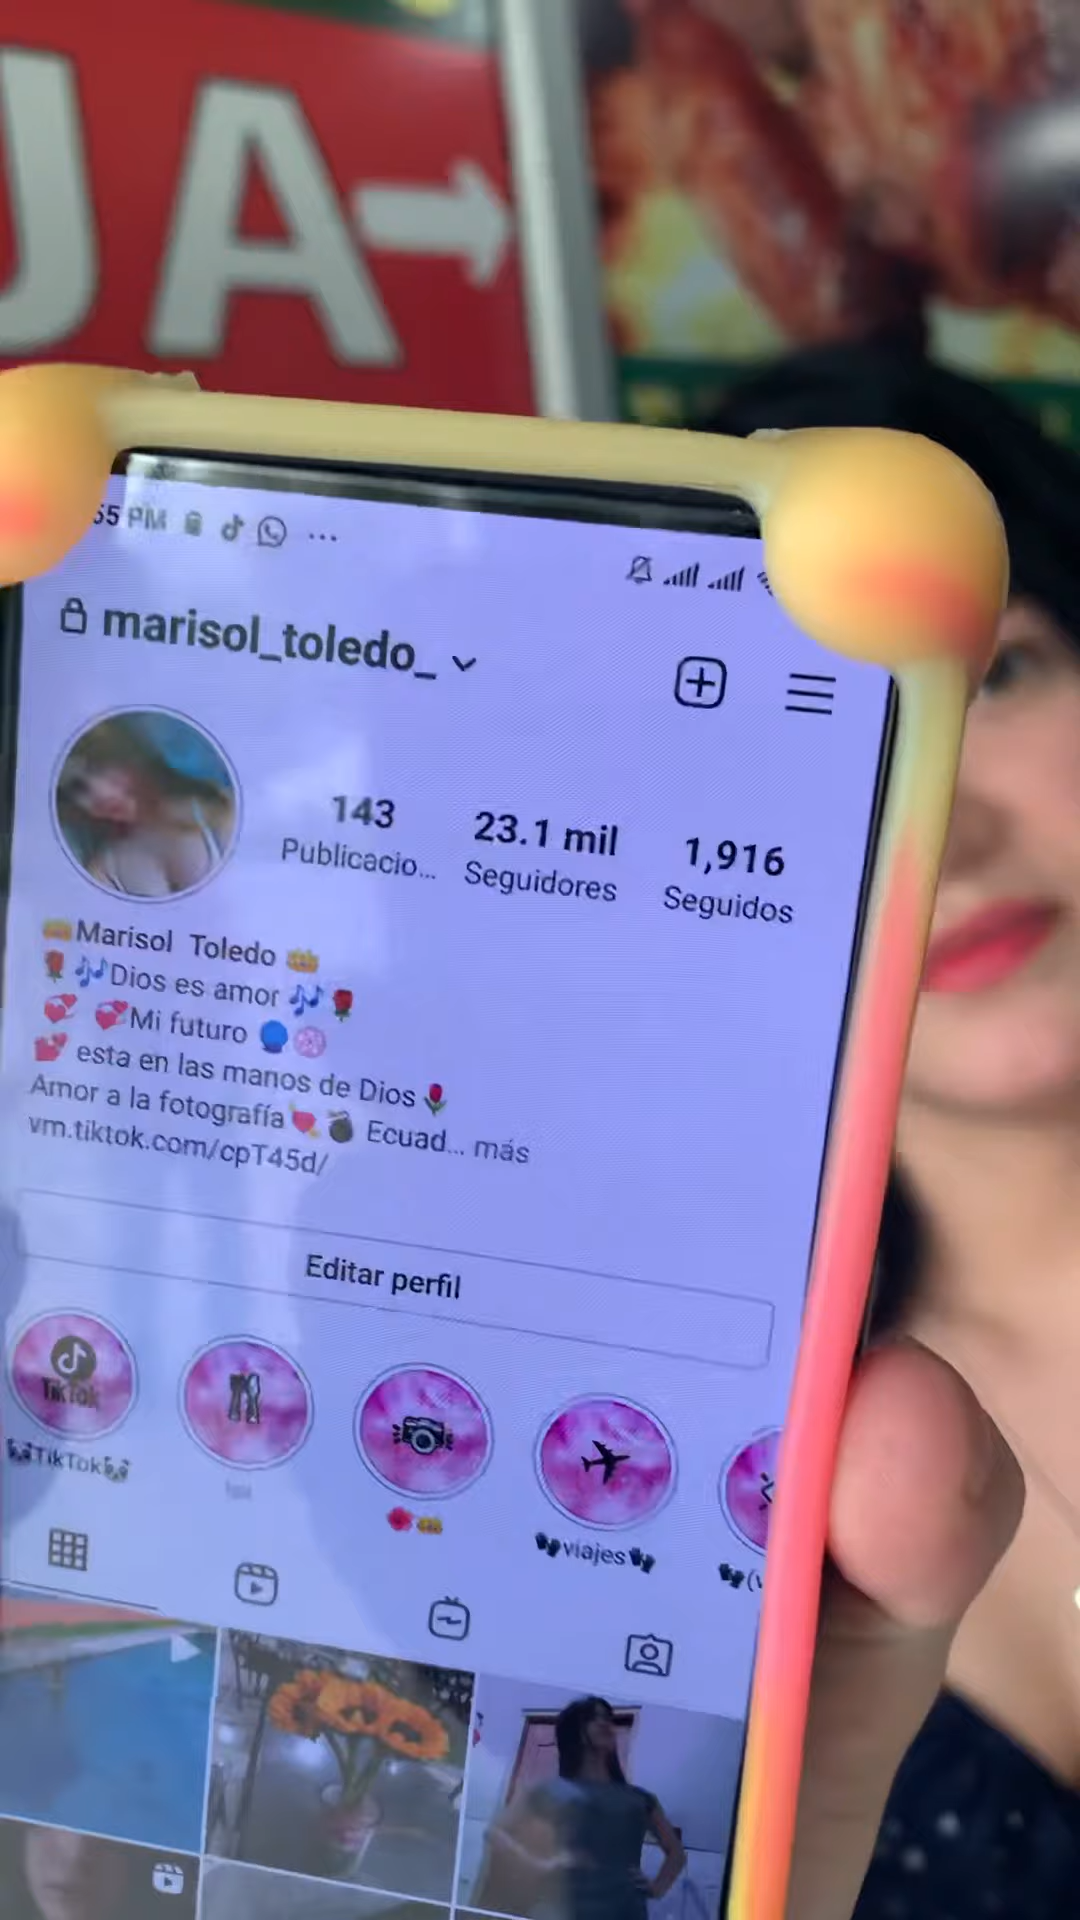 UA→
55 PM ...
marisol_toledo_
143
Publicacio...
23.1 mil
Seguidores
1,916
Seguidos
👑Marisol Toledo 👑
🌹 🎶Dios es amor 🎶🌹
💞 💞Mi futuro 🔵🏐
💕 esta en las manos de Dios🌷
Amor a la fotografía💘 💣 Ecuad... más
vm.tiktok.com/cpT45d/
Editar perfil
TikTok
TikTok
👣viajes👣